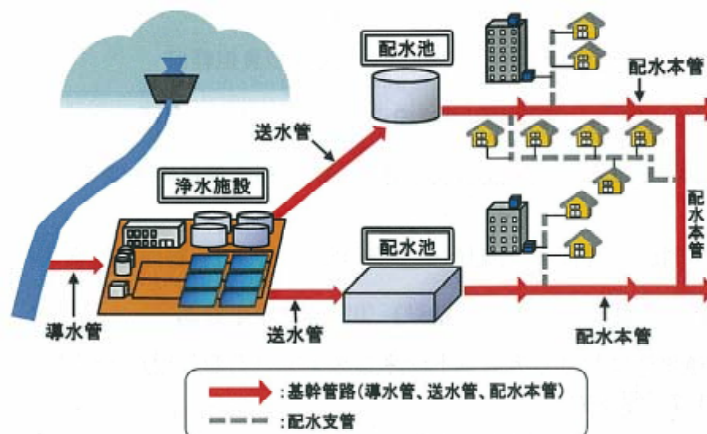 配水池
配水本管
送水管
浄水施設
配水池
配水本管
導水管
送水管
配水本管
:基幹管路(導水管、送水管、配水本管)
:配水支管